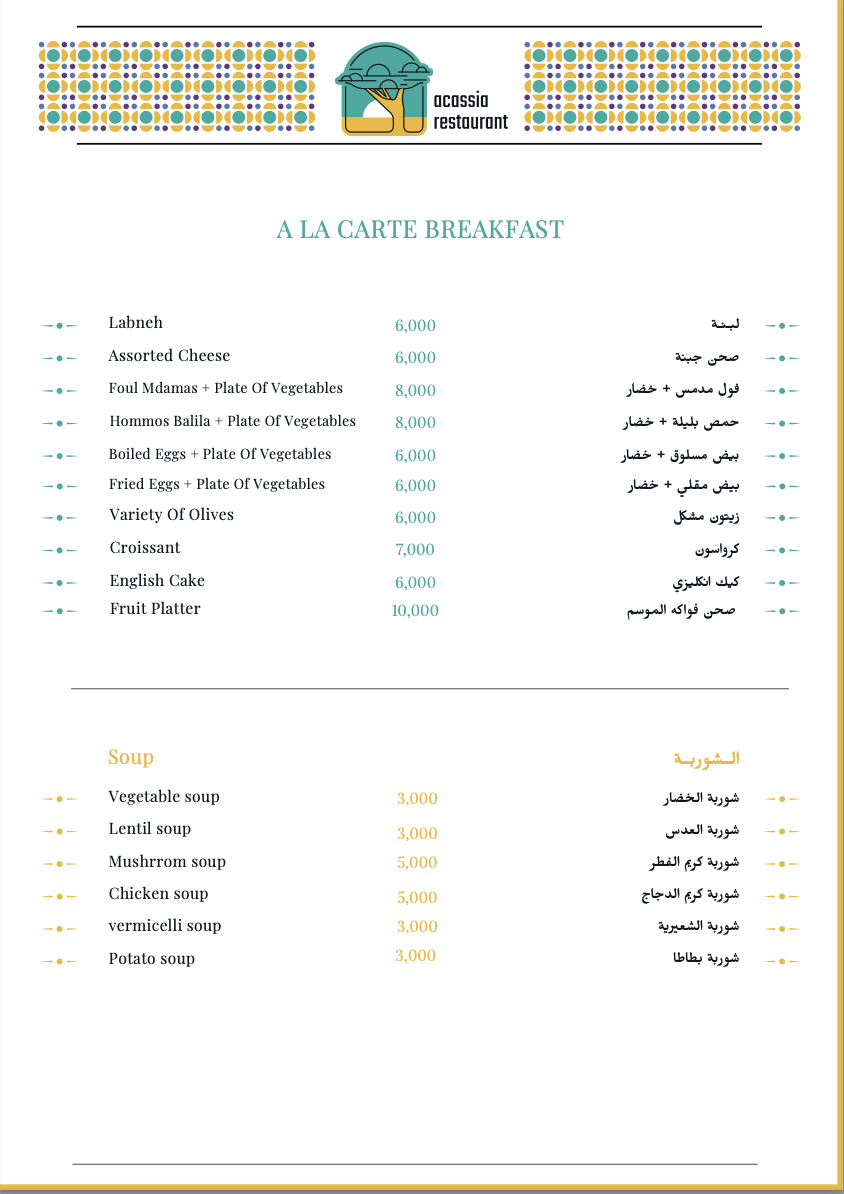 acassia
restaurant
A LA CARTE BREAKFAST
Labneh 6,000 لبنة
Assorted Cheese 6,000 صحن جبنة
Foul Mdamas + Plate Of Vegetables 8,000 فول مدمس + خضار
Hommos Balila + Plate Of Vegetables 8,000 حمص بليلة + خضار
Boiled Eggs + Plate Of Vegetables 6,000 بيض مسلوق + خضار
Fried Eggs + Plate Of Vegetables 6,000 بيض مقلي + خضار
Variety Of Olives 6,000 زيتون مشكل
Croissant 7,000 كرواسون
English Cake 6,000 كيك انكليزي
Fruit Platter 10,000 صحن فواكه الموسم
Soup الــشوربــة
Vegetable soup 3,000 شوربة الخضار
Lentil soup 3,000 شوربة العدس
Mushrrom soup 5,000 شوربة كريم الفطر
Chicken soup 5,000 شوربة كريم الدجاج
vermicelli soup 3,000 شوربة الشعيرية
Potato soup 3,000 شوربة بطاطا